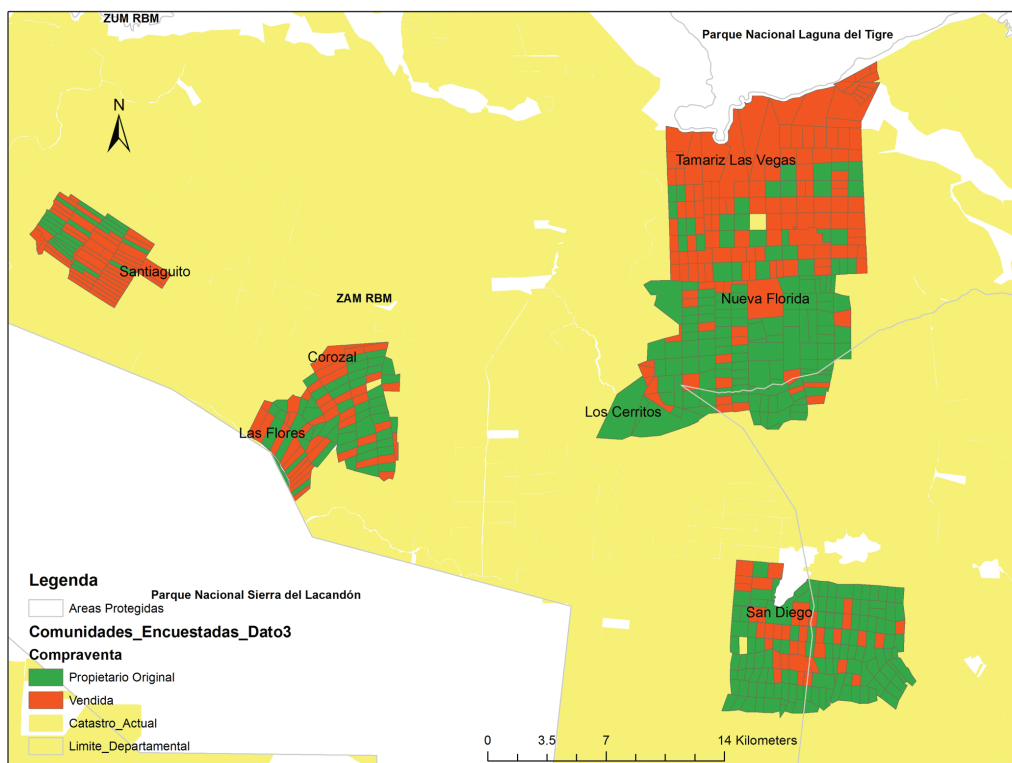 ZUM RBM
Parque Nacional Laguna del Tigre
N
Tamariz Las Vegas
Santiaguito
ZAM RBM
Nueva Florida
Corozal
Los Cerritos
Las Flores
Legenda
Parque Nacional Sierra del Lacandón
Areas Protegidas
San Diego
Comunidades_Encuestadas_Dato3
Compraventa
Propietario Original
Vendida
Catastro_Actual
Limite_Departamental
0 3.5 7 14 Kilometers